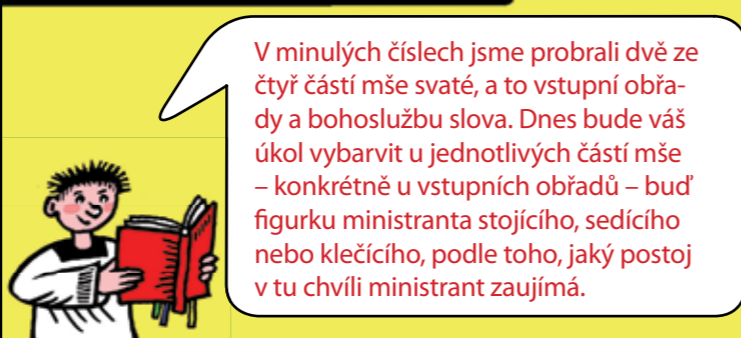 V minulých číslech jsme probrali dvě ze
čtyř částí mše svaté, a to vstupní obřa-
dy a bohoslužbu slova. Dnes bude váš
úkol vybarvit u jednotlivých částí mše
– konkrétně u vstupních obřadů – buď
figurku ministranta stojícího, sedícího
nebo klečícího, podle toho, jaký postoj
v tu chvíli ministrant zaujímá.